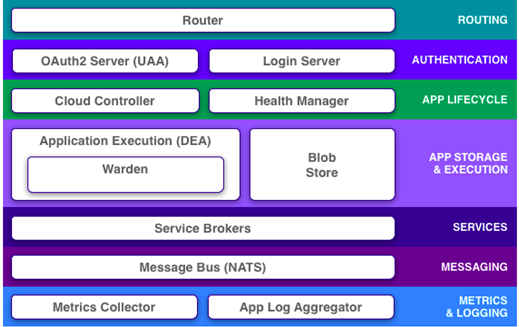 Router
ROUTING
OAuth2 Server (UAA)
Login Server
AUTHENTICATION
Cloud Controller
Health Manager
APP LIFECYCLE
Application Execution (DEA)
Warden
Blob
Store
APP STORAGE
& EXECUTION
Service Brokers
SERVICES
Message Bus (NATS)
MESSAGING
Metrics Collector
App Log Aggregator
METRICS
& LOGGING